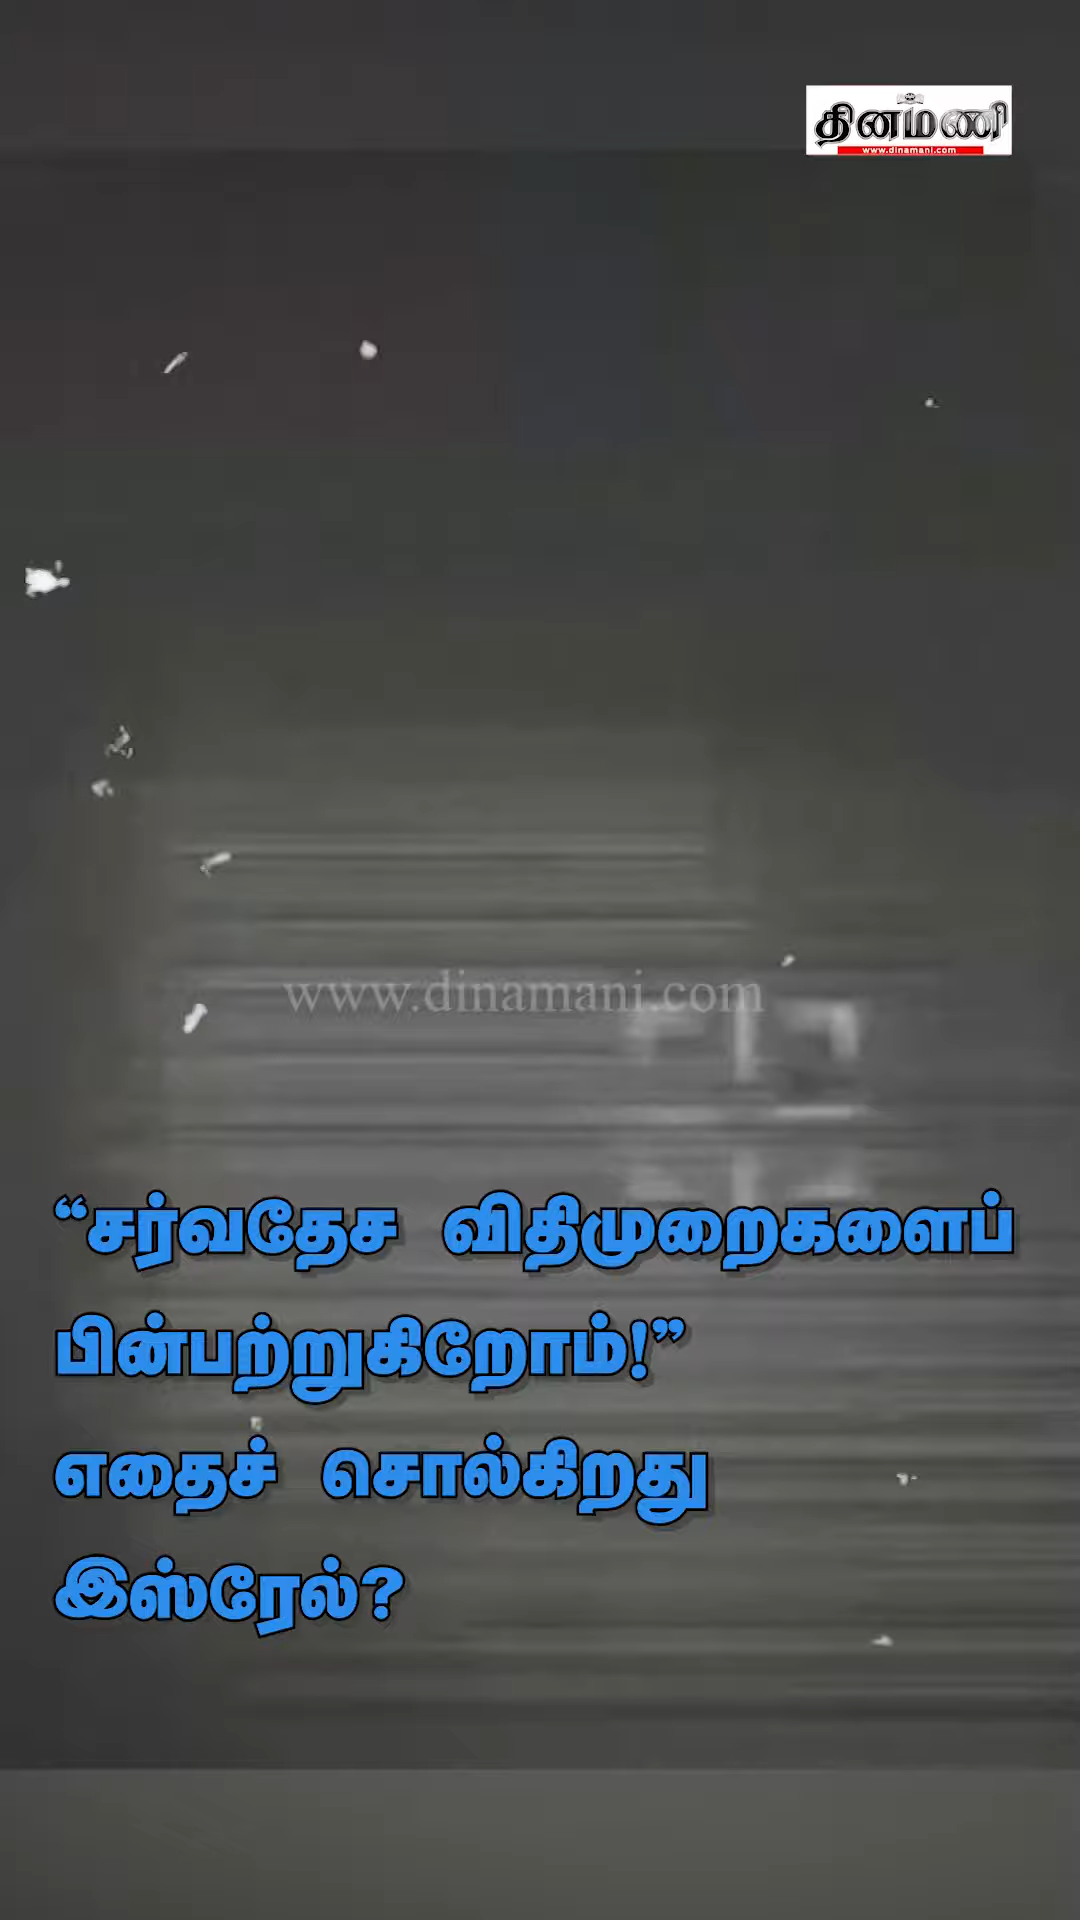 தினமணி
www.dinamani.com
www.dinamani.com
“சர்வதேச விதிமுறைகளைப்
பின்பற்றுகிறோம்!”
எதைச் சொல்கிறது
இஸ்ரேல்?